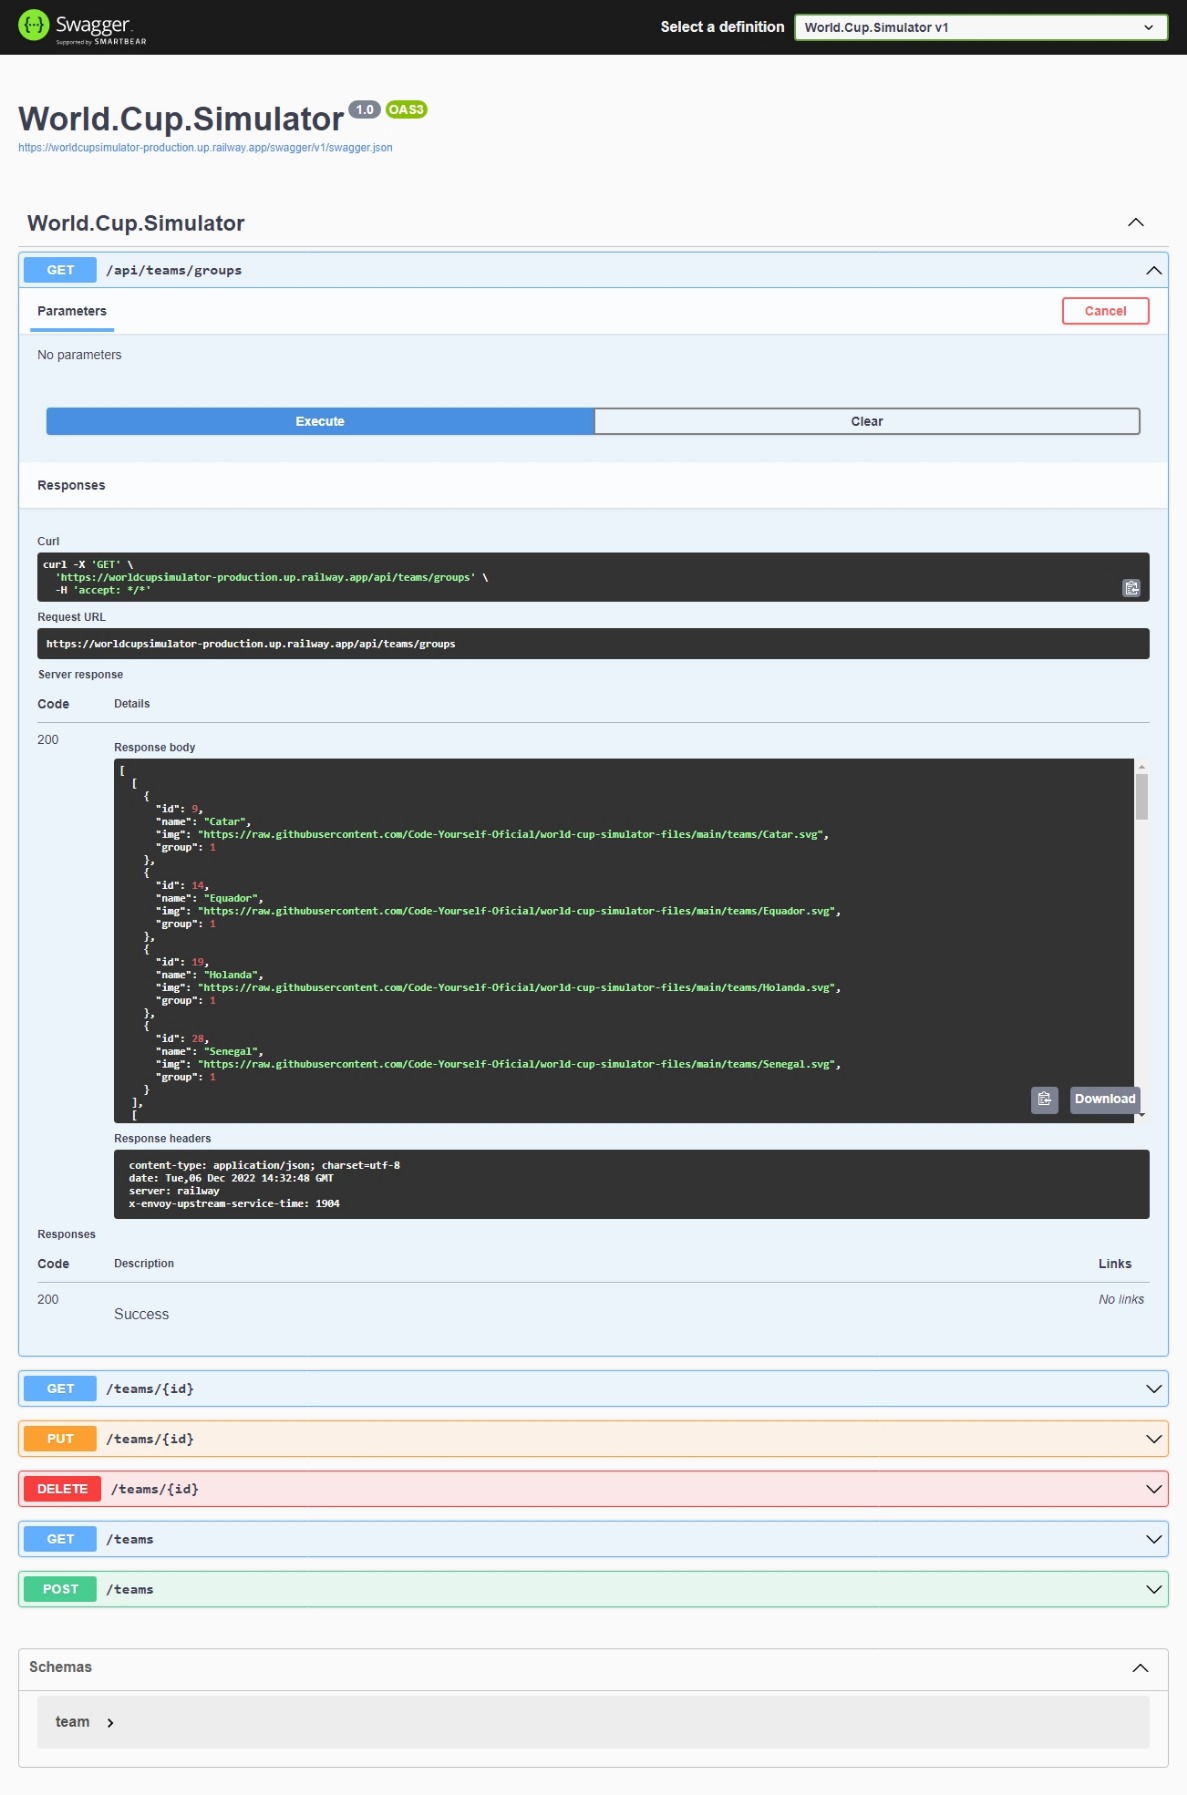 Swagger.
Supported by SMARTBEAR
Select a definition
World.Cup.Simulator v1
World.Cup.Simulator 1.0 OAS3
https://worldcupsimulator-production.up.railway.app/swagger/v1/swagger.json
World.Cup.Simulator
GET /api/teams/groups
Parameters
Cancel
No parameters
Execute
Clear
Responses
Curl
curl -X 'GET' \
'https://worldcupsimulator-production.up.railway.app/api/teams/groups' \
-H 'accept: */*'
Request URL
https://worldcupsimulator-production.up.railway.app/api/teams/groups
Server response
Code Details
200
Response body
[
[
{
"id": 9,
"name": "Catar",
"img": "https://raw.githubusercontent.com/Code-Yourself-Oficial/world-cup-simulator-files/main/teams/Catar.svg",
"group": 1
},
{
"id": 14,
"name": "Equador",
"img": "https://raw.githubusercontent.com/Code-Yourself-Oficial/world-cup-simulator-files/main/teams/Equador.svg",
"group": 1
},
{
"id": 19,
"name": "Holanda",
"img": "https://raw.githubusercontent.com/Code-Yourself-Oficial/world-cup-simulator-files/main/teams/Holanda.svg",
"group": 1
},
{
"id": 28,
"name": "Senegal",
"img": "https://raw.githubusercontent.com/Code-Yourself-Oficial/world-cup-simulator-files/main/teams/Senegal.svg",
"group": 1
}
],
[
Download
Response headers
content-type: application/json; charset=utf-8
date: Tue,06 Dec 2022 14:32:48 GMT
server: railway
x-envoy-upstream-service-time: 1904
Responses
Code Description Links
200 Success No links
GET /teams/{id}
PUT /teams/{id}
DELETE /teams/{id}
GET /teams
POST /teams
Schemas
team